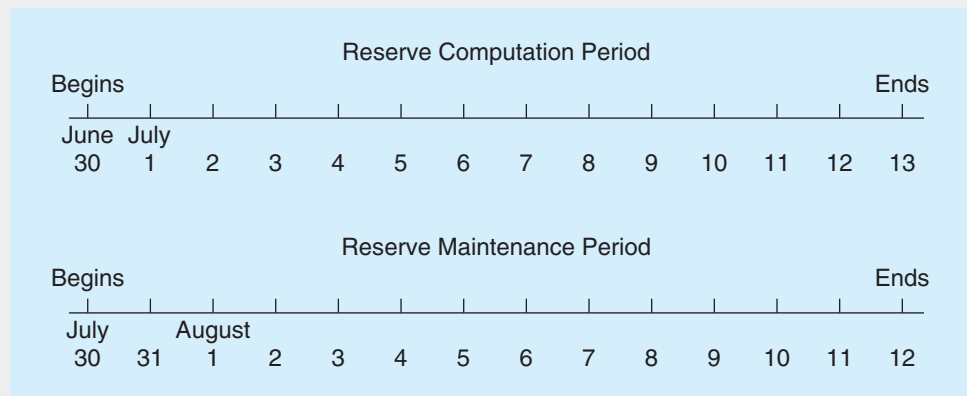 Reserve Computation Period
Begins Ends
June July
30 1 2 3 4 5 6 7 8 9 10 11 12 13
Reserve Maintenance Period
Begins Ends
July August
30 31 1 2 3 4 5 6 7 8 9 10 11 12